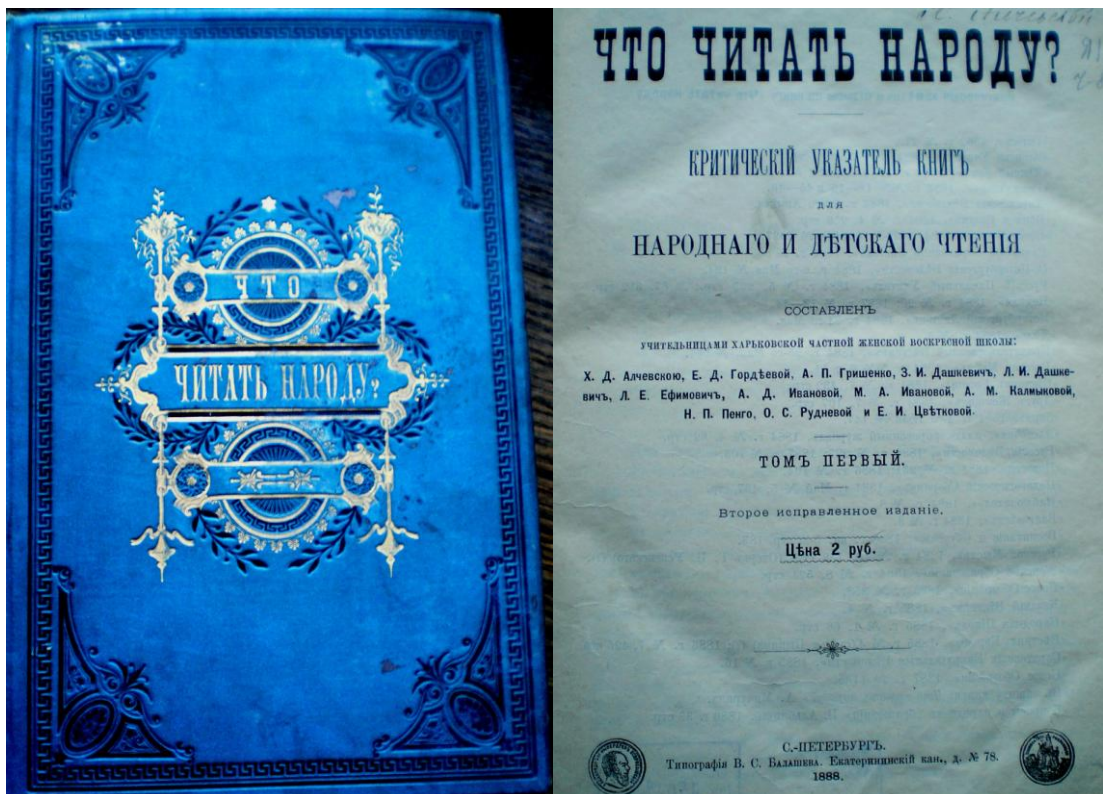 ЧТО
ЧИТАТЬ НАРОДУ?
ЧТО ЧИТАТЬ НАРОДУ?
КРИТИЧЕСКІЙ УКАЗАТЕЛЬ КНИГЪ
для
НАРОДНАГО И ДѢТСКАГО ЧТЕНІЯ
СОСТАВЛЕНЪ
УЧИТЕЛЬНИЦАМИ ХАРЬКОВСКОЙ ЧАСТНОЙ ЖЕНСКОЙ ВОСКРЕСНОЙ ШКОЛЫ:
Х. Д. Алчевскою, Е. Д. Гордѣевой, А. П. Гришенко, З. И. Дашкевичъ, Л. И. Дашке-
вичъ, Л. Е. Ефимовичъ, А. Д. Ивановой, М. А. Ивановой, А. М. Калмыковой,
Н. П. Пенго, О. С. Рудневой и Е. И. Цвѣтковой.
ТОМЪ ПЕРВЫЙ.
Второе исправленное изданіе.
Цѣна 2 руб.
С.-ПЕТЕРБУРГЪ.
Типографія В. С. Балашева. Екатерининскій кан., д. № 78.
1888.